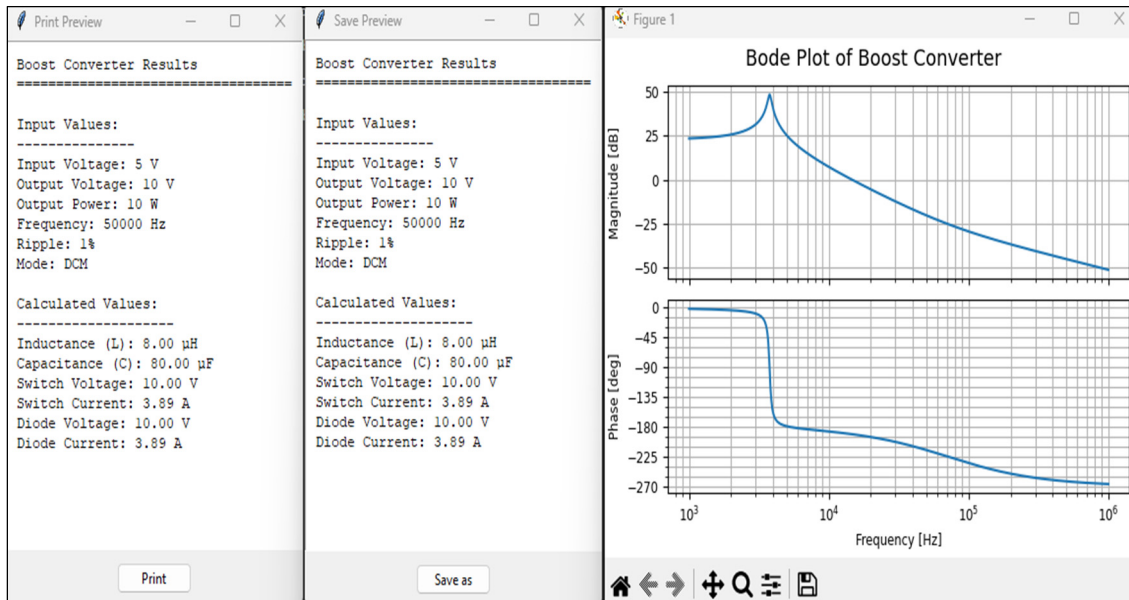 Print Preview
Boost Converter Results
===================================
Input Values:
---------------
Input Voltage: 5 V
Output Voltage: 10 V
Output Power: 10 W
Frequency: 50000 Hz
Ripple: 1%
Mode: DCM
Calculated Values:
--------------------
Inductance (L): 8.00 µH
Capacitance (C): 80.00 µF
Switch Voltage: 10.00 V
Switch Current: 3.89 A
Diode Voltage: 10.00 V
Diode Current: 3.89 A
Print
Save Preview
Boost Converter Results
===================================
Input Values:
---------------
Input Voltage: 5 V
Output Voltage: 10 V
Output Power: 10 W
Frequency: 50000 Hz
Ripple: 1%
Mode: DCM
Calculated Values:
--------------------
Inductance (L): 8.00 µH
Capacitance (C): 80.00 µF
Switch Voltage: 10.00 V
Switch Current: 3.89 A
Diode Voltage: 10.00 V
Diode Current: 3.89 A
Save as
Figure 1
Bode Plot of Boost Converter
Magnitude [dB]
50
25
0
−25
−50
Phase [deg]
0
−45
−90
−135
−180
−225
−270
10³ 10⁴ 10⁵ 10⁶
Frequency [Hz]